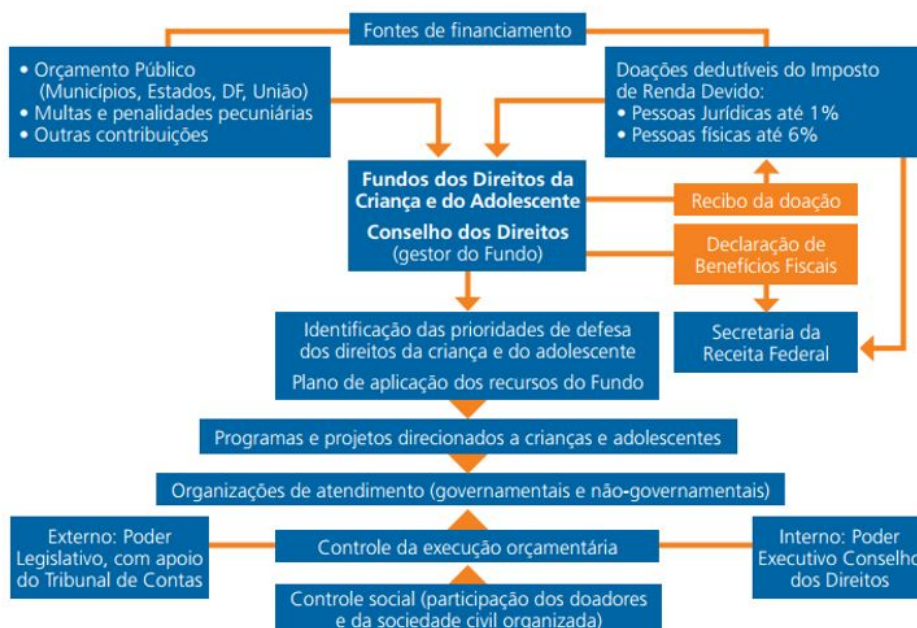 Fontes de financiamento
• Orçamento Público
(Municípios, Estados, DF, União)
• Multas e penalidades pecuniárias
• Outras contribuições
Doações dedutíveis do Imposto
de Renda Devido:
• Pessoas Jurídicas até 1%
• Pessoas físicas até 6%
Fundos dos Direitos da
Criança e do Adolescente
Conselho dos Direitos
(gestor do Fundo)
Recibo da doação
Declaração de
Benefícios Fiscais
Secretaria da
Receita Federal
Identificação das prioridades de defesa
dos direitos da criança e do adolescente
Plano de aplicação dos recursos do Fundo
Programas e projetos direcionados a crianças e adolescentes
Organizações de atendimento (governamentais e não-governamentais)
Externo: Poder
Legislativo, com apoio
do Tribunal de Contas
Controle da execução orçamentária
Interno: Poder
Executivo Conselho
dos Direitos
Controle social (participação dos doadores
e da sociedade civil organizada)